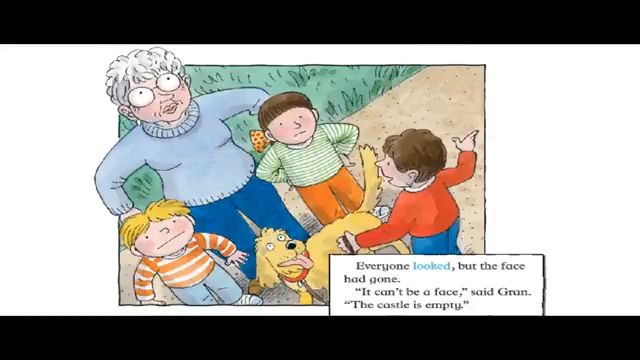 Everyone looked, but the face
had gone.
"It can't be a face," said Gran.
"The castle is empty."